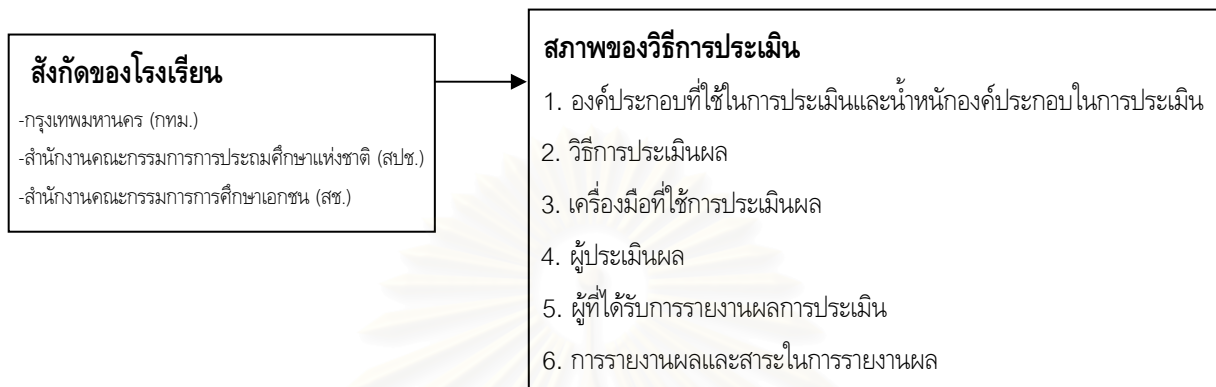 สังกัดของโรงเรียน
-กรุงเทพมหานคร (กทม.)
-สำนักงานคณะกรรมการการประถมศึกษาแห่งชาติ (สปช.)
-สำนักงานคณะกรรมการการศึกษาเอกชน (สช.)
สภาพของวิธีการประเมิน
1. องค์ประกอบที่ใช้ในการประเมินและน้ำหนักองค์ประกอบในการประเมิน
2. วิธีการประเมินผล
3. เครื่องมือที่ใช้การประเมินผล
4. ผู้ประเมินผล
5. ผู้ที่ได้รับการรายงานผลการประเมิน
6. การรายงานผลและสาระในการรายงานผล